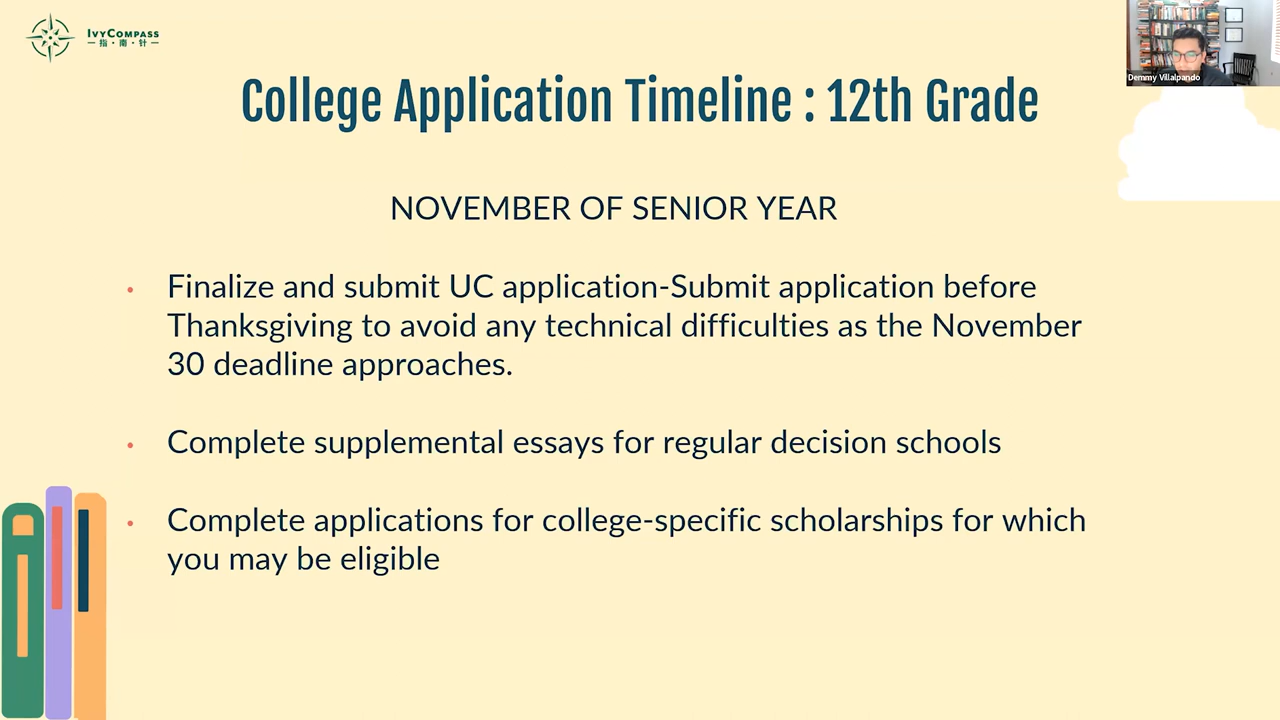 IVYCOMPASS
指·南·针
Demmy Villalpando
College Application Timeline : 12th Grade
NOVEMBER OF SENIOR YEAR
• Finalize and submit UC application-Submit application before
Thanksgiving to avoid any technical difficulties as the November
30 deadline approaches.
• Complete supplemental essays for regular decision schools
• Complete applications for college-specific scholarships for which
you may be eligible